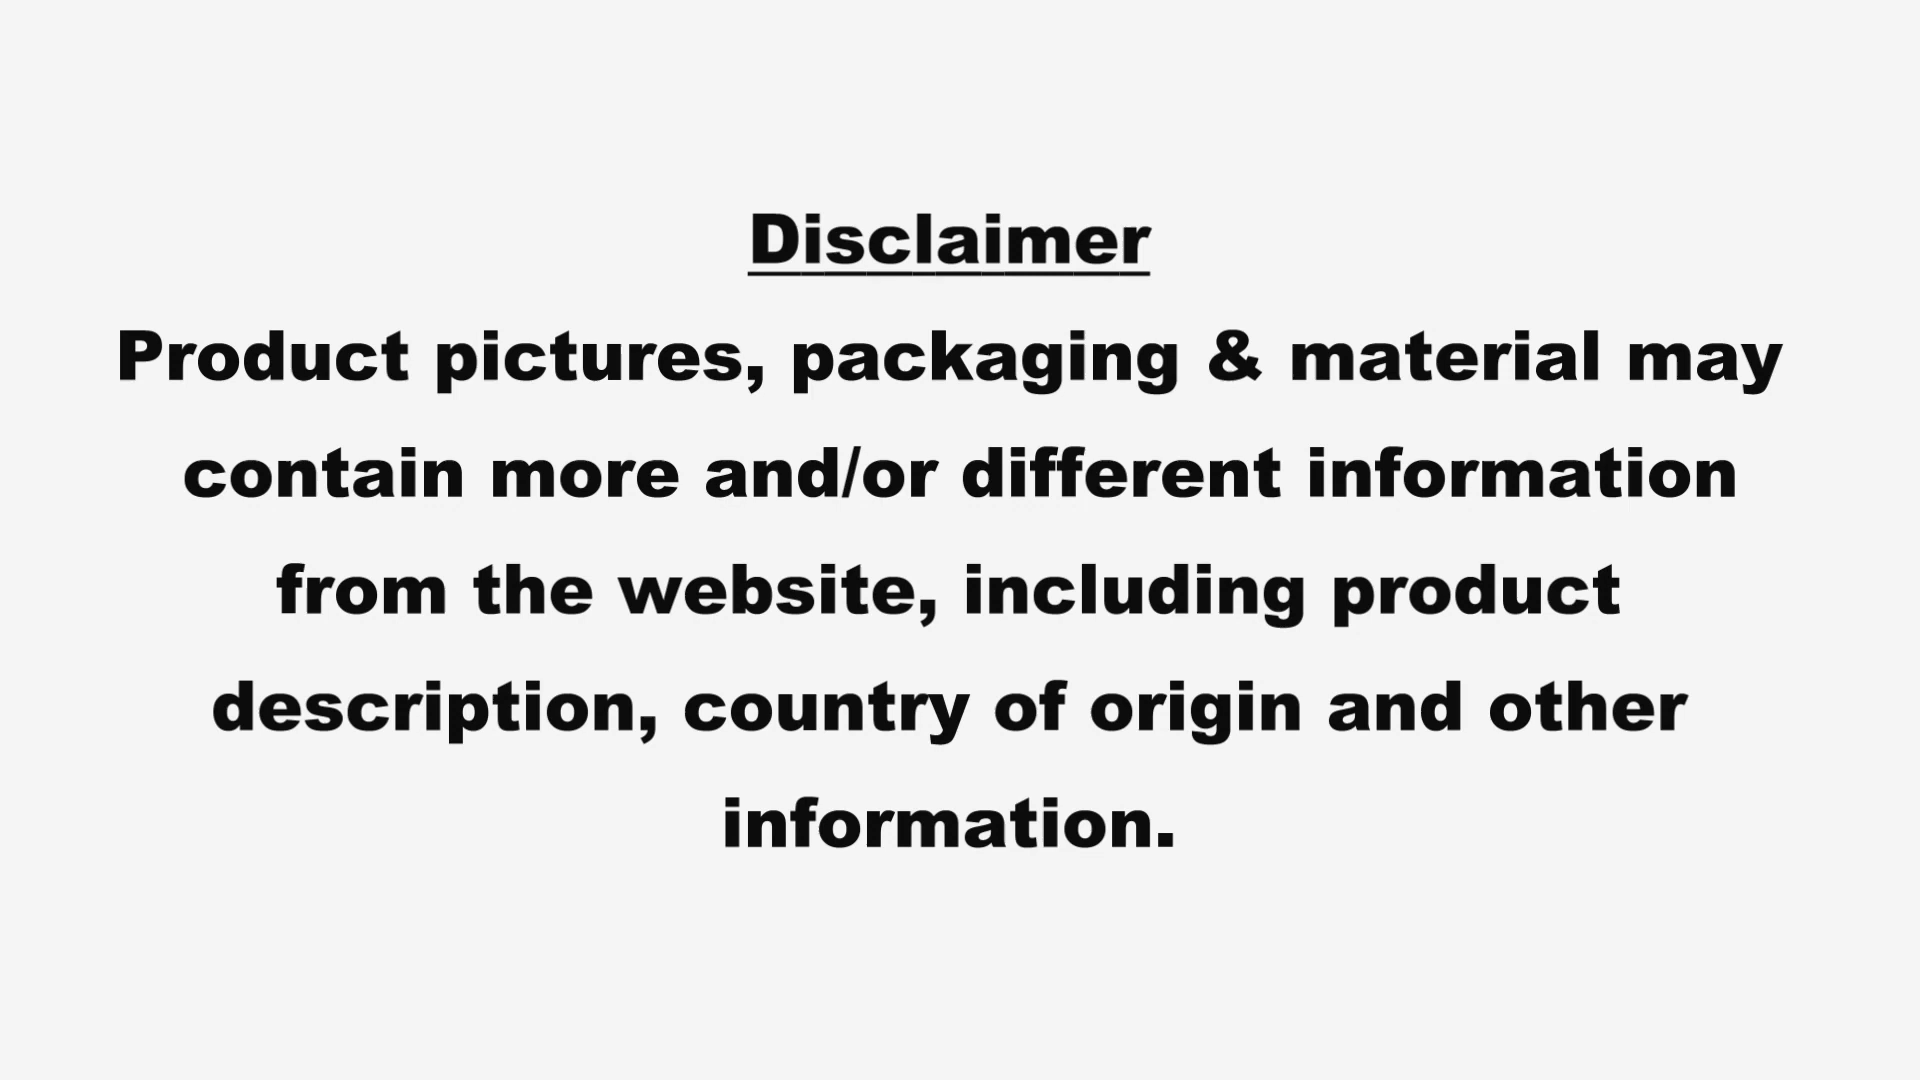 Disclaimer
Product pictures, packaging & material may
contain more and/or different information
from the website, including product
description, country of origin and other
information.